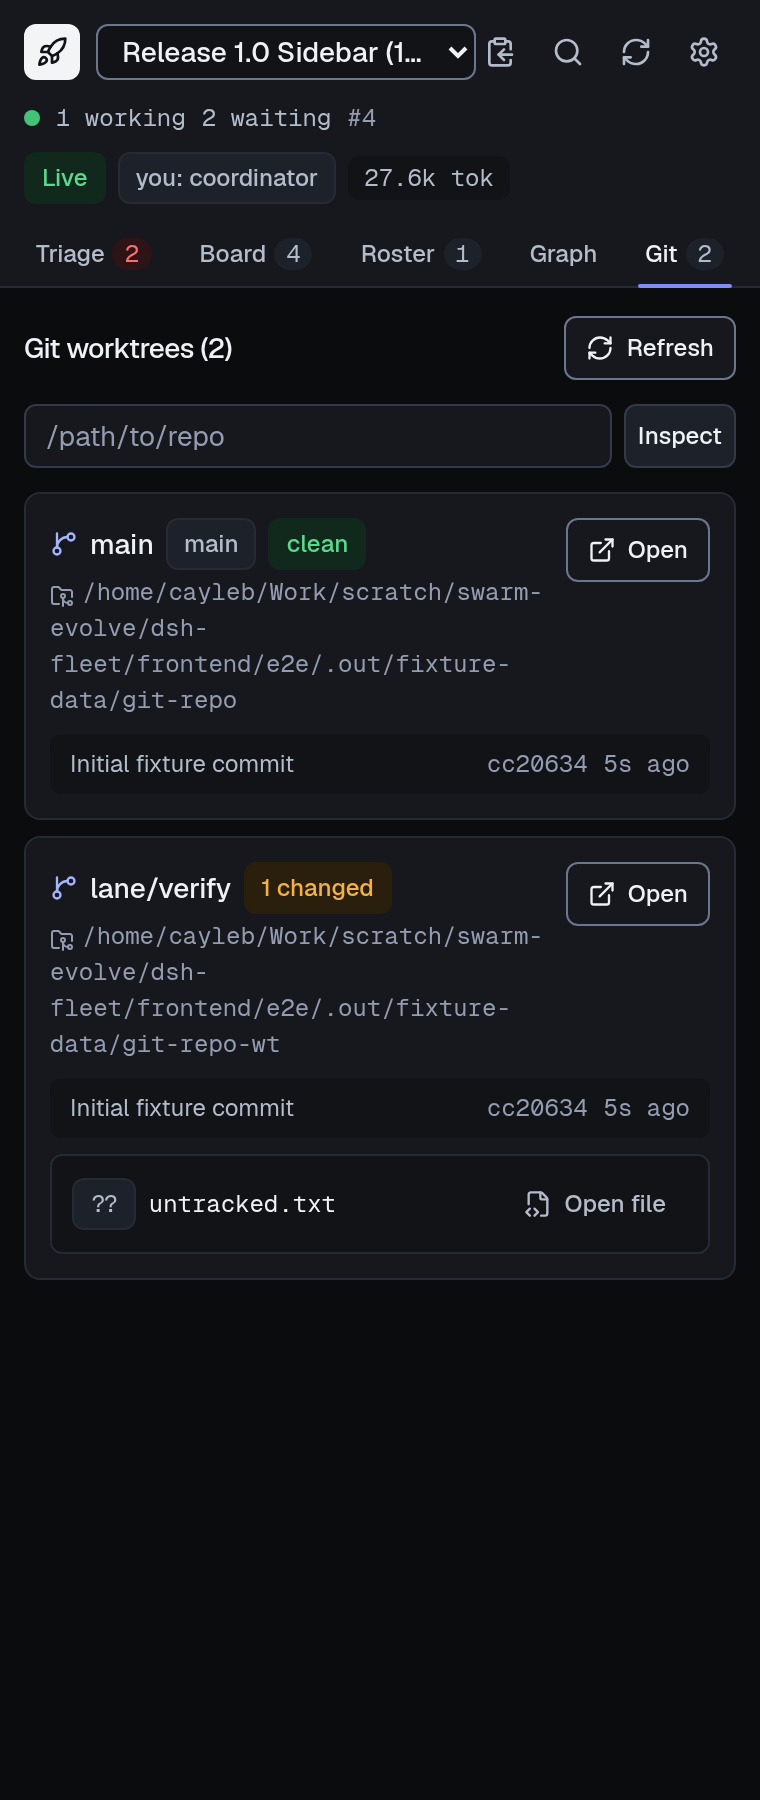 Release 1.0 Sidebar (1...
1 working 2 waiting #4
Live you: coordinator 27.6k tok
Triage 2 Board 4 Roster 1 Graph Git 2
Git worktrees (2) Refresh
/path/to/repo Inspect
main main clean Open
/home/cayleb/Work/scratch/swarm-
evolve/dsh-
fleet/frontend/e2e/.out/fixture-
data/git-repo
Initial fixture commit cc20634 5s ago
lane/verify 1 changed Open
/home/cayleb/Work/scratch/swarm-
evolve/dsh-
fleet/frontend/e2e/.out/fixture-
data/git-repo-wt
Initial fixture commit cc20634 5s ago
?? untracked.txt Open file